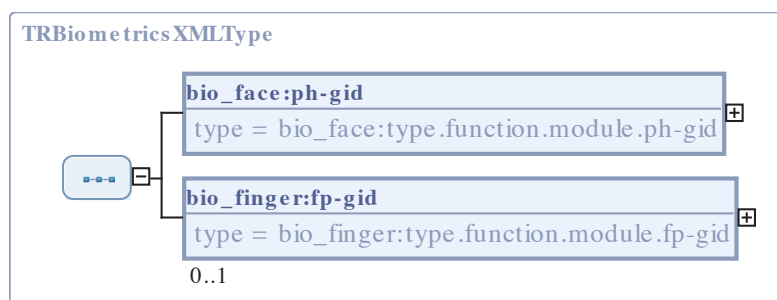 TRBiometricsXMLType
bio_face:ph-gid
type = bio_face:type.function.module.ph-gid
bio_finger:fp-gid
type = bio_finger:type.function.module.fp-gid
0..1